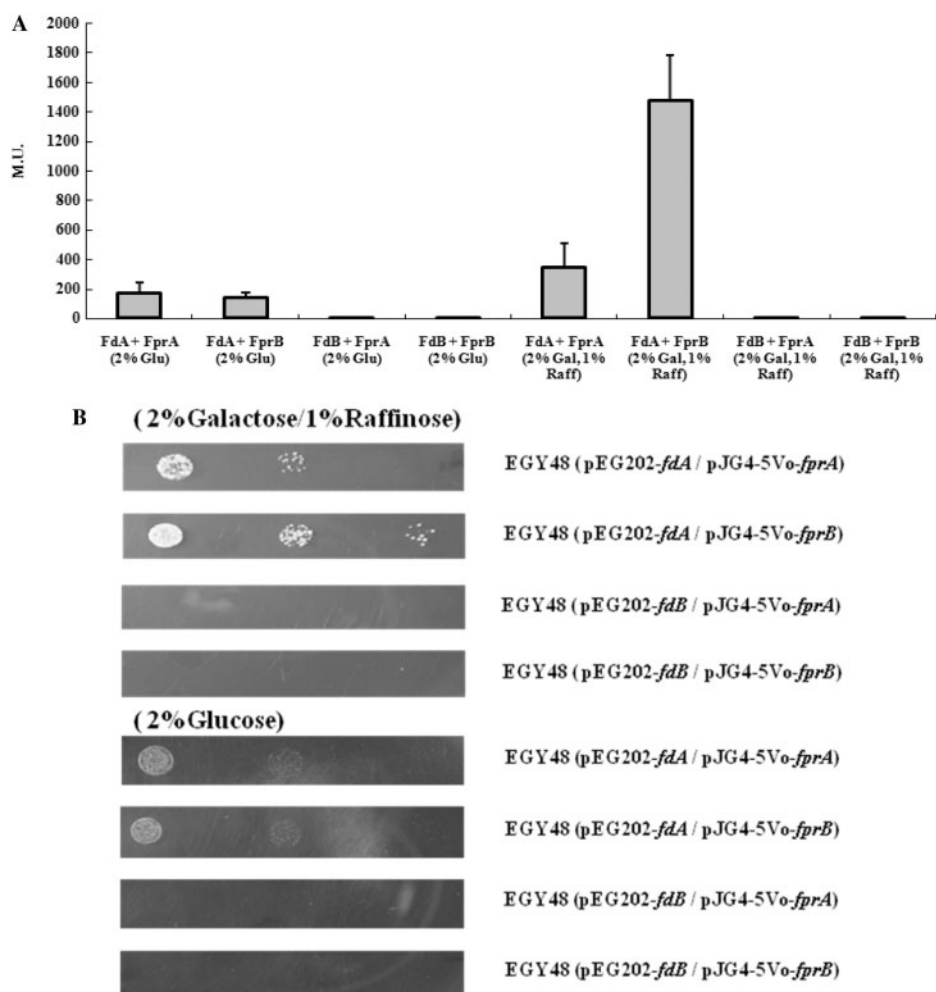 A
2000
1800
1600
1400
1200
1000
800
600
400
200
0
M.U.
FdA + FprA
(2% Glu)
FdA + FprB
(2% Glu)
FdB + FprA
(2% Glu)
FdB + FprB
(2% Glu)
FdA + FprA
(2% Gal, 1%
Raff)
FdA + FprB
(2% Gal, 1%
Raff)
FdB + FprA
(2% Gal, 1%
Raff)
FdB + FprB
(2% Gal, 1%
Raff)
B
(2%Galactose/1%Raffinose)
EGY48 (pEG202-fdA / pJG4-5Vo-fprA)
EGY48 (pEG202-fdA / pJG4-5Vo-fprB)
EGY48 (pEG202-fdB / pJG4-5Vo-fprA)
EGY48 (pEG202-fdB / pJG4-5Vo-fprB)
(2%Glucose)
EGY48 (pEG202-fdA / pJG4-5Vo-fprA)
EGY48 (pEG202-fdA / pJG4-5Vo-fprB)
EGY48 (pEG202-fdB / pJG4-5Vo-fprA)
EGY48 (pEG202-fdB / pJG4-5Vo-fprB)